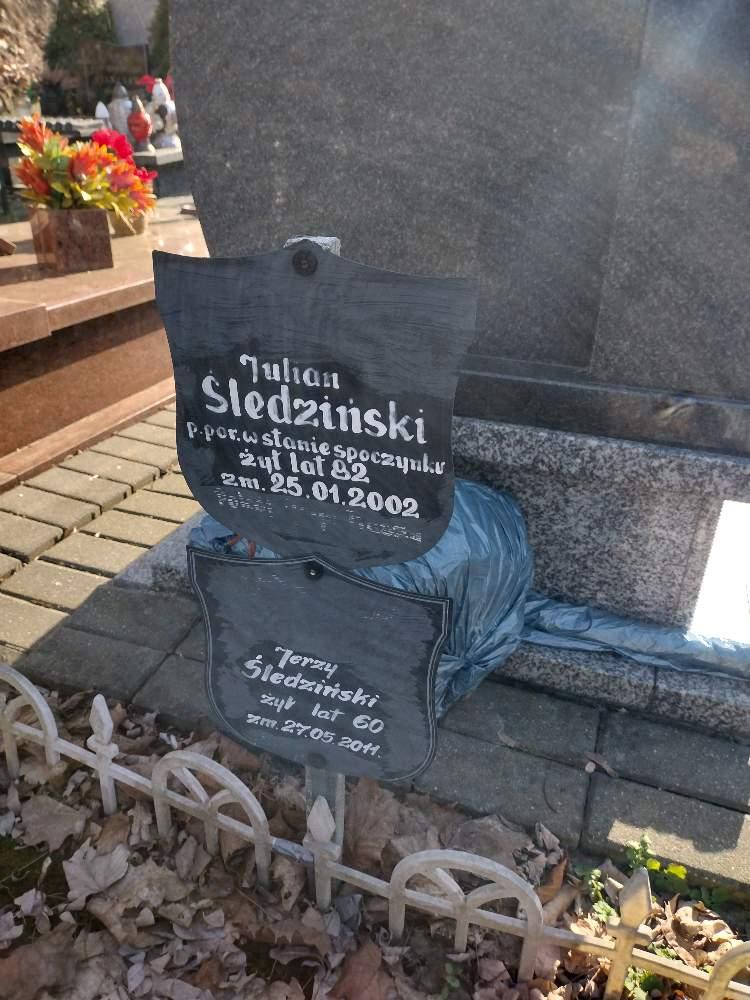 Julian
Śledziński
p.por. w stanie spoczynku
żył lat 82
zm. 25.01.2002
Jerzy
Śledziński
żył lat 60
zm. 27.05.2011.